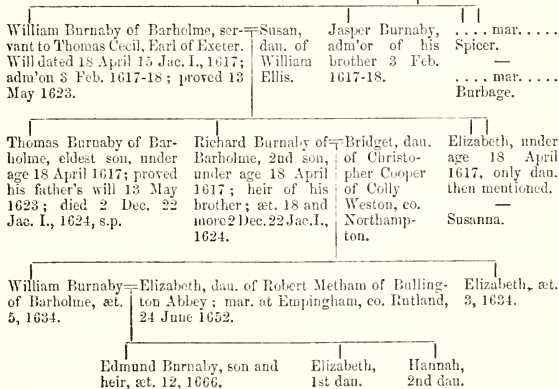 William Burnaby of Barholme, ser-
vant to Thomas Cecil, Earl of Exeter.
Will dated 18 April 15 Jac. I., 1617;
adm'on 3 Feb. 1617-18; proved 13
May 1623.
Susan,
dau. of
William
Ellis.
Jasper Burnaby,
adm'or of his
brother 3 Feb.
1617-18.
. . . . mar. . . . .
Spicer.
—
. . . . mar. . . . .
Burbage.
Thomas Burnaby of Bar-
holme, eldest son, under
age 18 April 1617; proved
his father's will 13 May
1623; died 2 Dec. 22
Jac. I., 1624, s.p.
Richard Burnaby of
Barholme, 2nd son,
under age 18 April
1617; heir of his
brother; æt. 18 and
more 2 Dec. 22 Jac. I.,
1624.
Bridget, dau.
of Christo-
pher Cooper
of Colly
Weston, co.
Northamp-
ton.
Elizabeth, under
age 18 April
1617, only dau.
then mentioned.
—
Susanna.
William Burnaby
of Barholme, æt.
5, 1634.
Elizabeth, dau. of Robert Metham of Bulling-
ton Abbey; mar. at Empingham, co. Rutland,
24 June 1652.
Elizabeth, æt.
3, 1634.
Edmund Burnaby, son and
heir, æt. 12, 1666.
Elizabeth,
1st dau.
Hannah,
2nd dau.